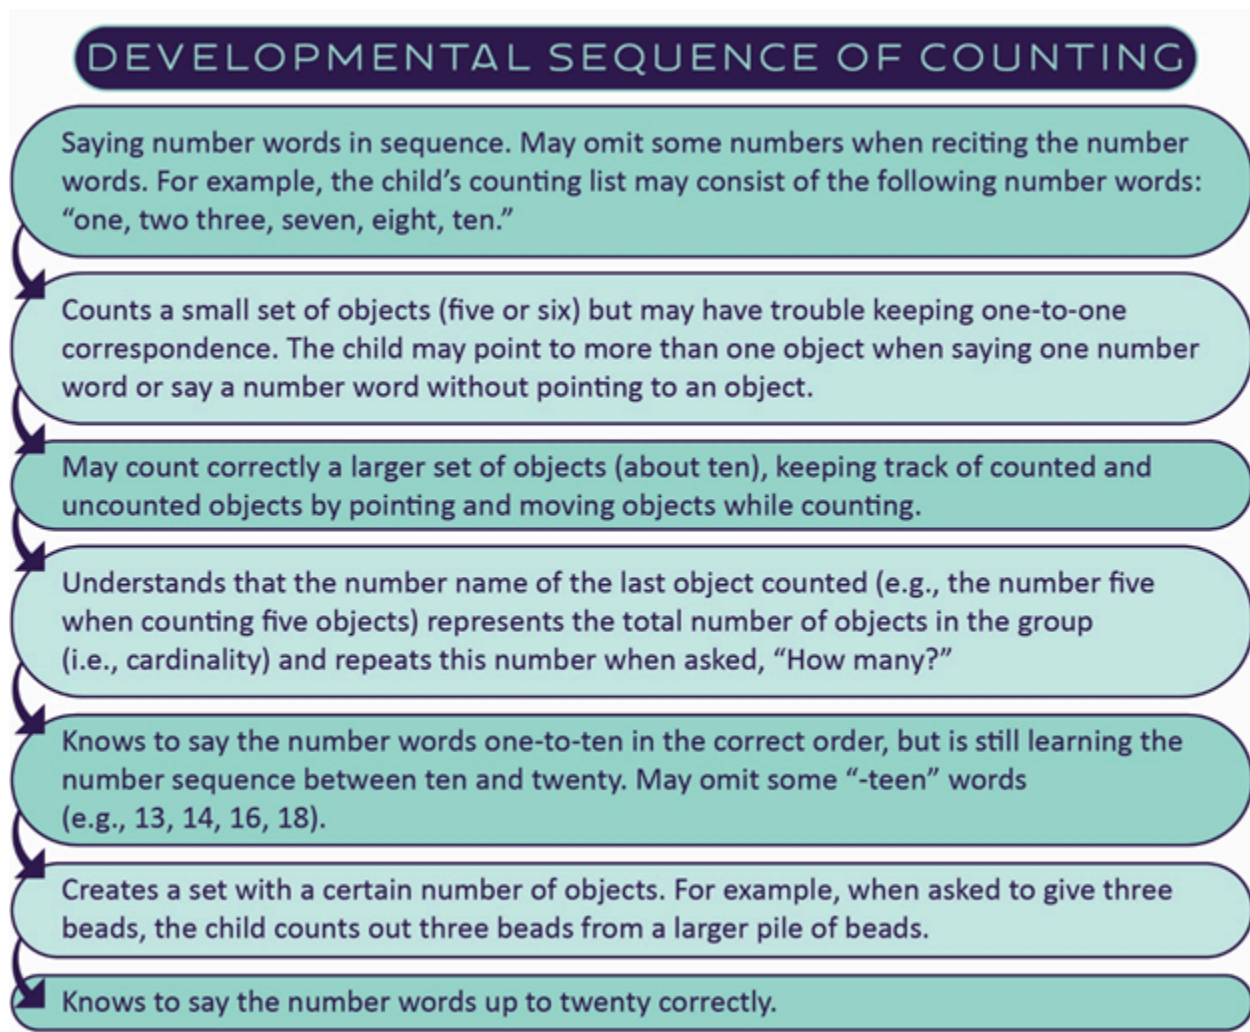 DEVELOPMENTAL SEQUENCE OF COUNTING
Saying number words in sequence. May omit some numbers when reciting the number
words. For example, the child’s counting list may consist of the following number words:
“one, two three, seven, eight, ten.”
Counts a small set of objects (five or six) but may have trouble keeping one-to-one
correspondence. The child may point to more than one object when saying one number
word or say a number word without pointing to an object.
May count correctly a larger set of objects (about ten), keeping track of counted and
uncounted objects by pointing and moving objects while counting.
Understands that the number name of the last object counted (e.g., the number five
when counting five objects) represents the total number of objects in the group
(i.e., cardinality) and repeats this number when asked, “How many?”
Knows to say the number words one-to-ten in the correct order, but is still learning the
number sequence between ten and twenty. May omit some “-teen” words
(e.g., 13, 14, 16, 18).
Creates a set with a certain number of objects. For example, when asked to give three
beads, the child counts out three beads from a larger pile of beads.
Knows to say the number words up to twenty correctly.